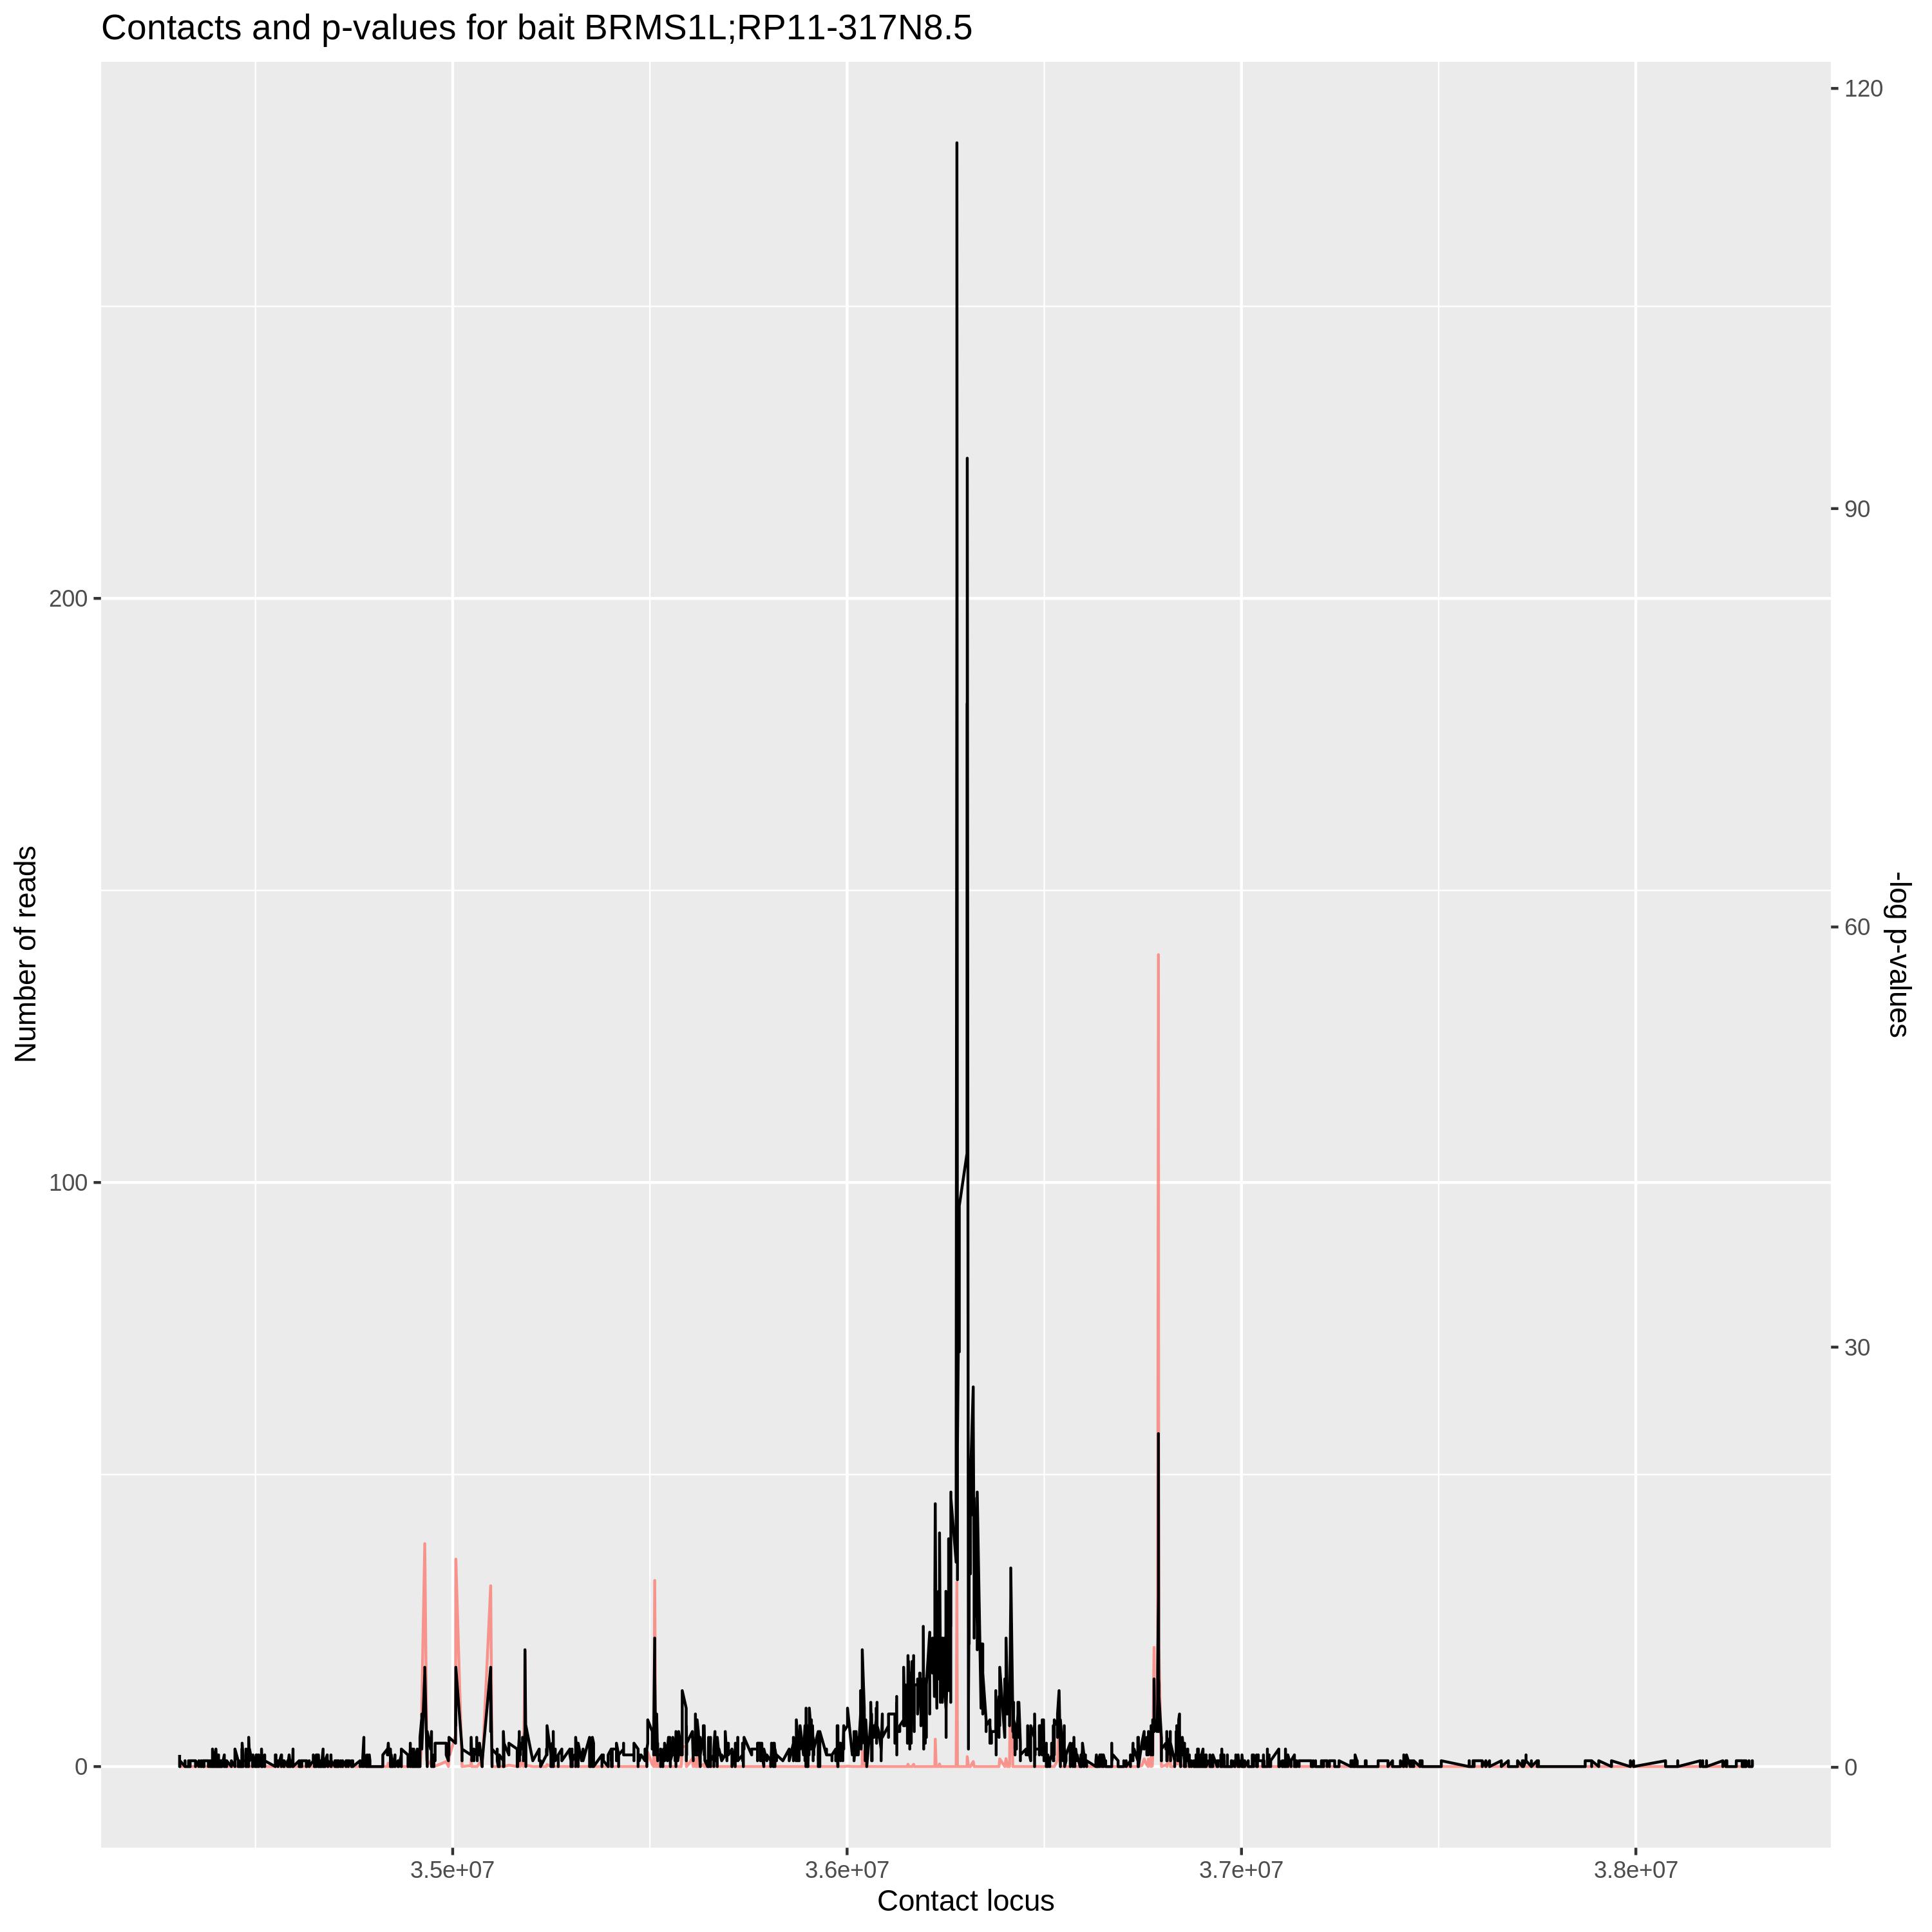 Contacts and p-values for bait BRMS1L;RP11-317N8.5
Number of reads
200
100
0
120
90
60
30
0
-log p-values
3.5e+07
3.6e+07
3.7e+07
3.8e+07
Contact locus